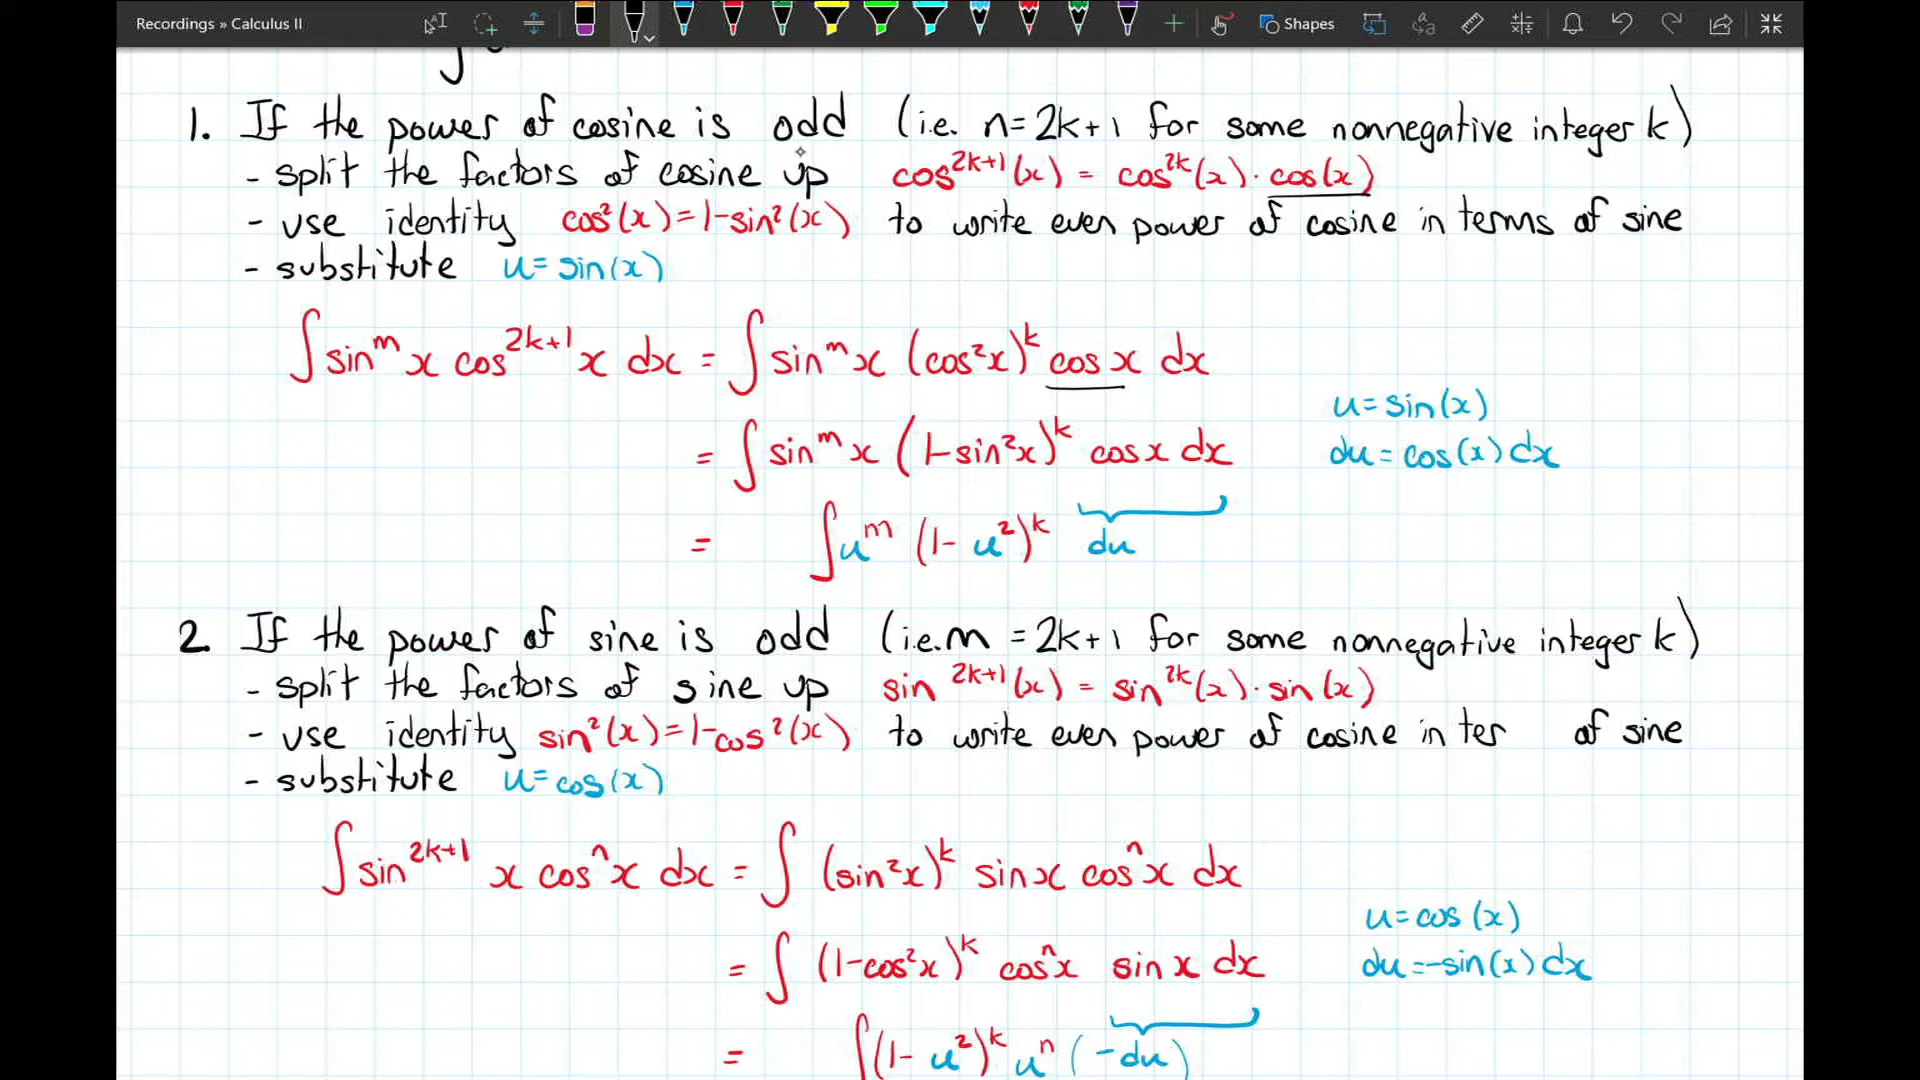 Recordings » Calculus II
Shapes
1. If the power of cosine is odd (i.e. n=2k+1 for some nonnegative integer k)
- split the factors of cosine up cos^{2k+1}(x) = cos^{2k}(x)·cos(x)
- use identity cos²(x)=1-sin²(x) to write even power of cosine in terms of sine
- substitute u=sin(x)
∫sin^m x cos^{2k+1} x dx = ∫sin^m x (cos²x)^k cos x dx
u=sin(x)
= ∫sin^m x (1-sin²x)^k cos x dx
du=cos(x)dx
= ∫u^m (1-u²)^k du
2. If the power of sine is odd (i.e. m = 2k+1 for some nonnegative integer k)
- split the factors of sine up sin^{2k+1}(x) = sin^{2k}(x)·sin(x)
- use identity sin²(x)=1-cos²(x) to write even power of cosine in ter of sine
- substitute u=cos(x)
∫sin^{2k+1} x cos^n x dx = ∫(sin²x)^k sinx cos^n x dx
u=cos(x)
= ∫(1-cos²x)^k cos^n x sin x dx
du=-sin(x)dx
= ∫(1-u²)^k u^n (-du)